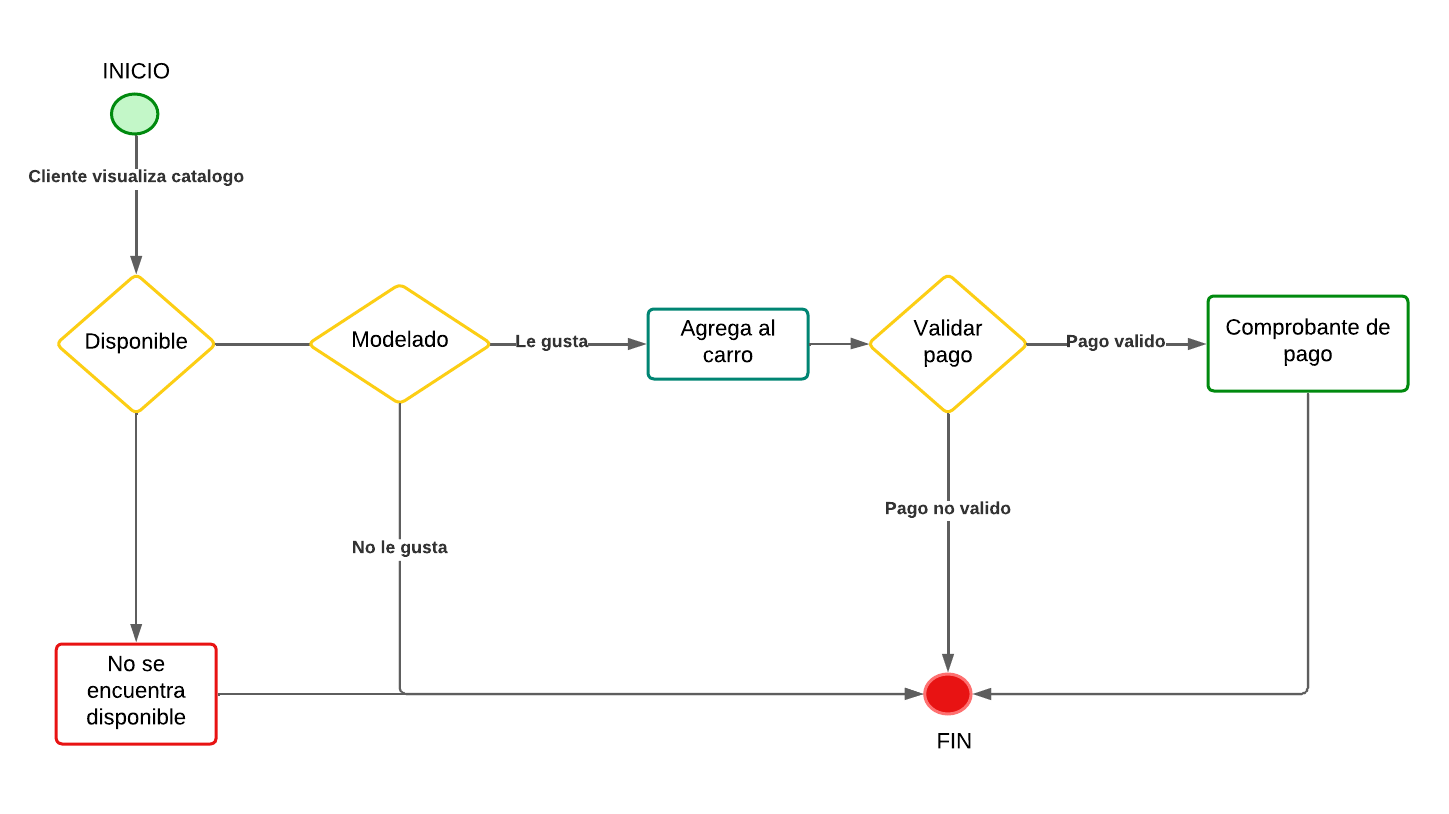 INICIO
Cliente visualiza catalogo
Disponible
Modelado
Le gusta
Agrega al
carro
Validar
pago
Pago valido
Comprobante de
pago
Pago no valido
No le gusta
No se
encuentra
disponible
FIN